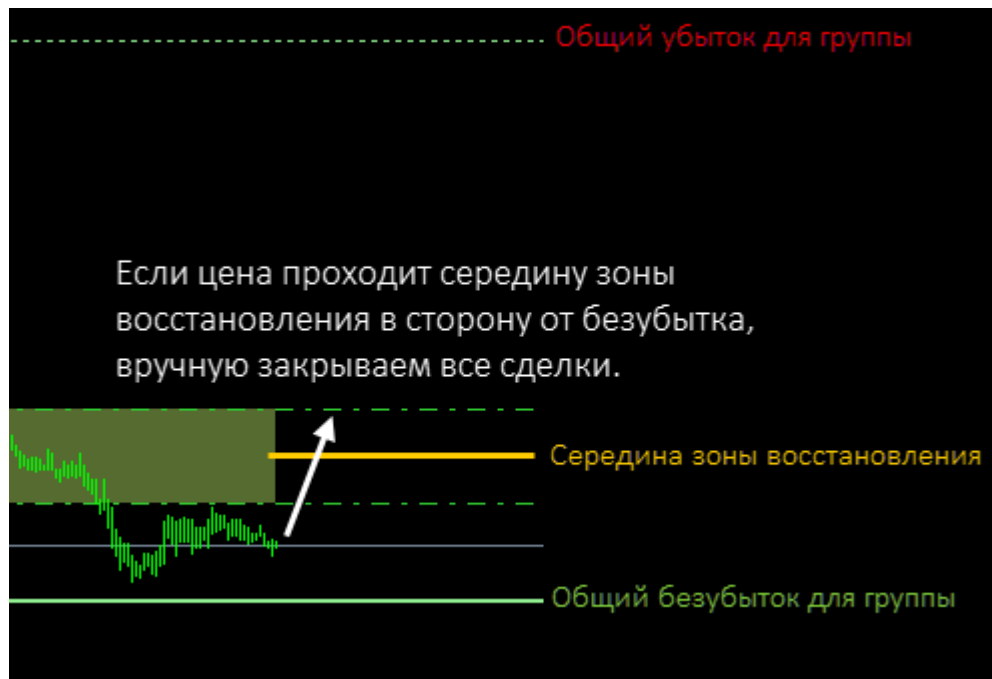 Общий убыток для группы
Если цена проходит середину зоны
восстановления в сторону от безубытка,
вручную закрываем все сделки.
Середина зоны восстановления
Общий безубыток для группы